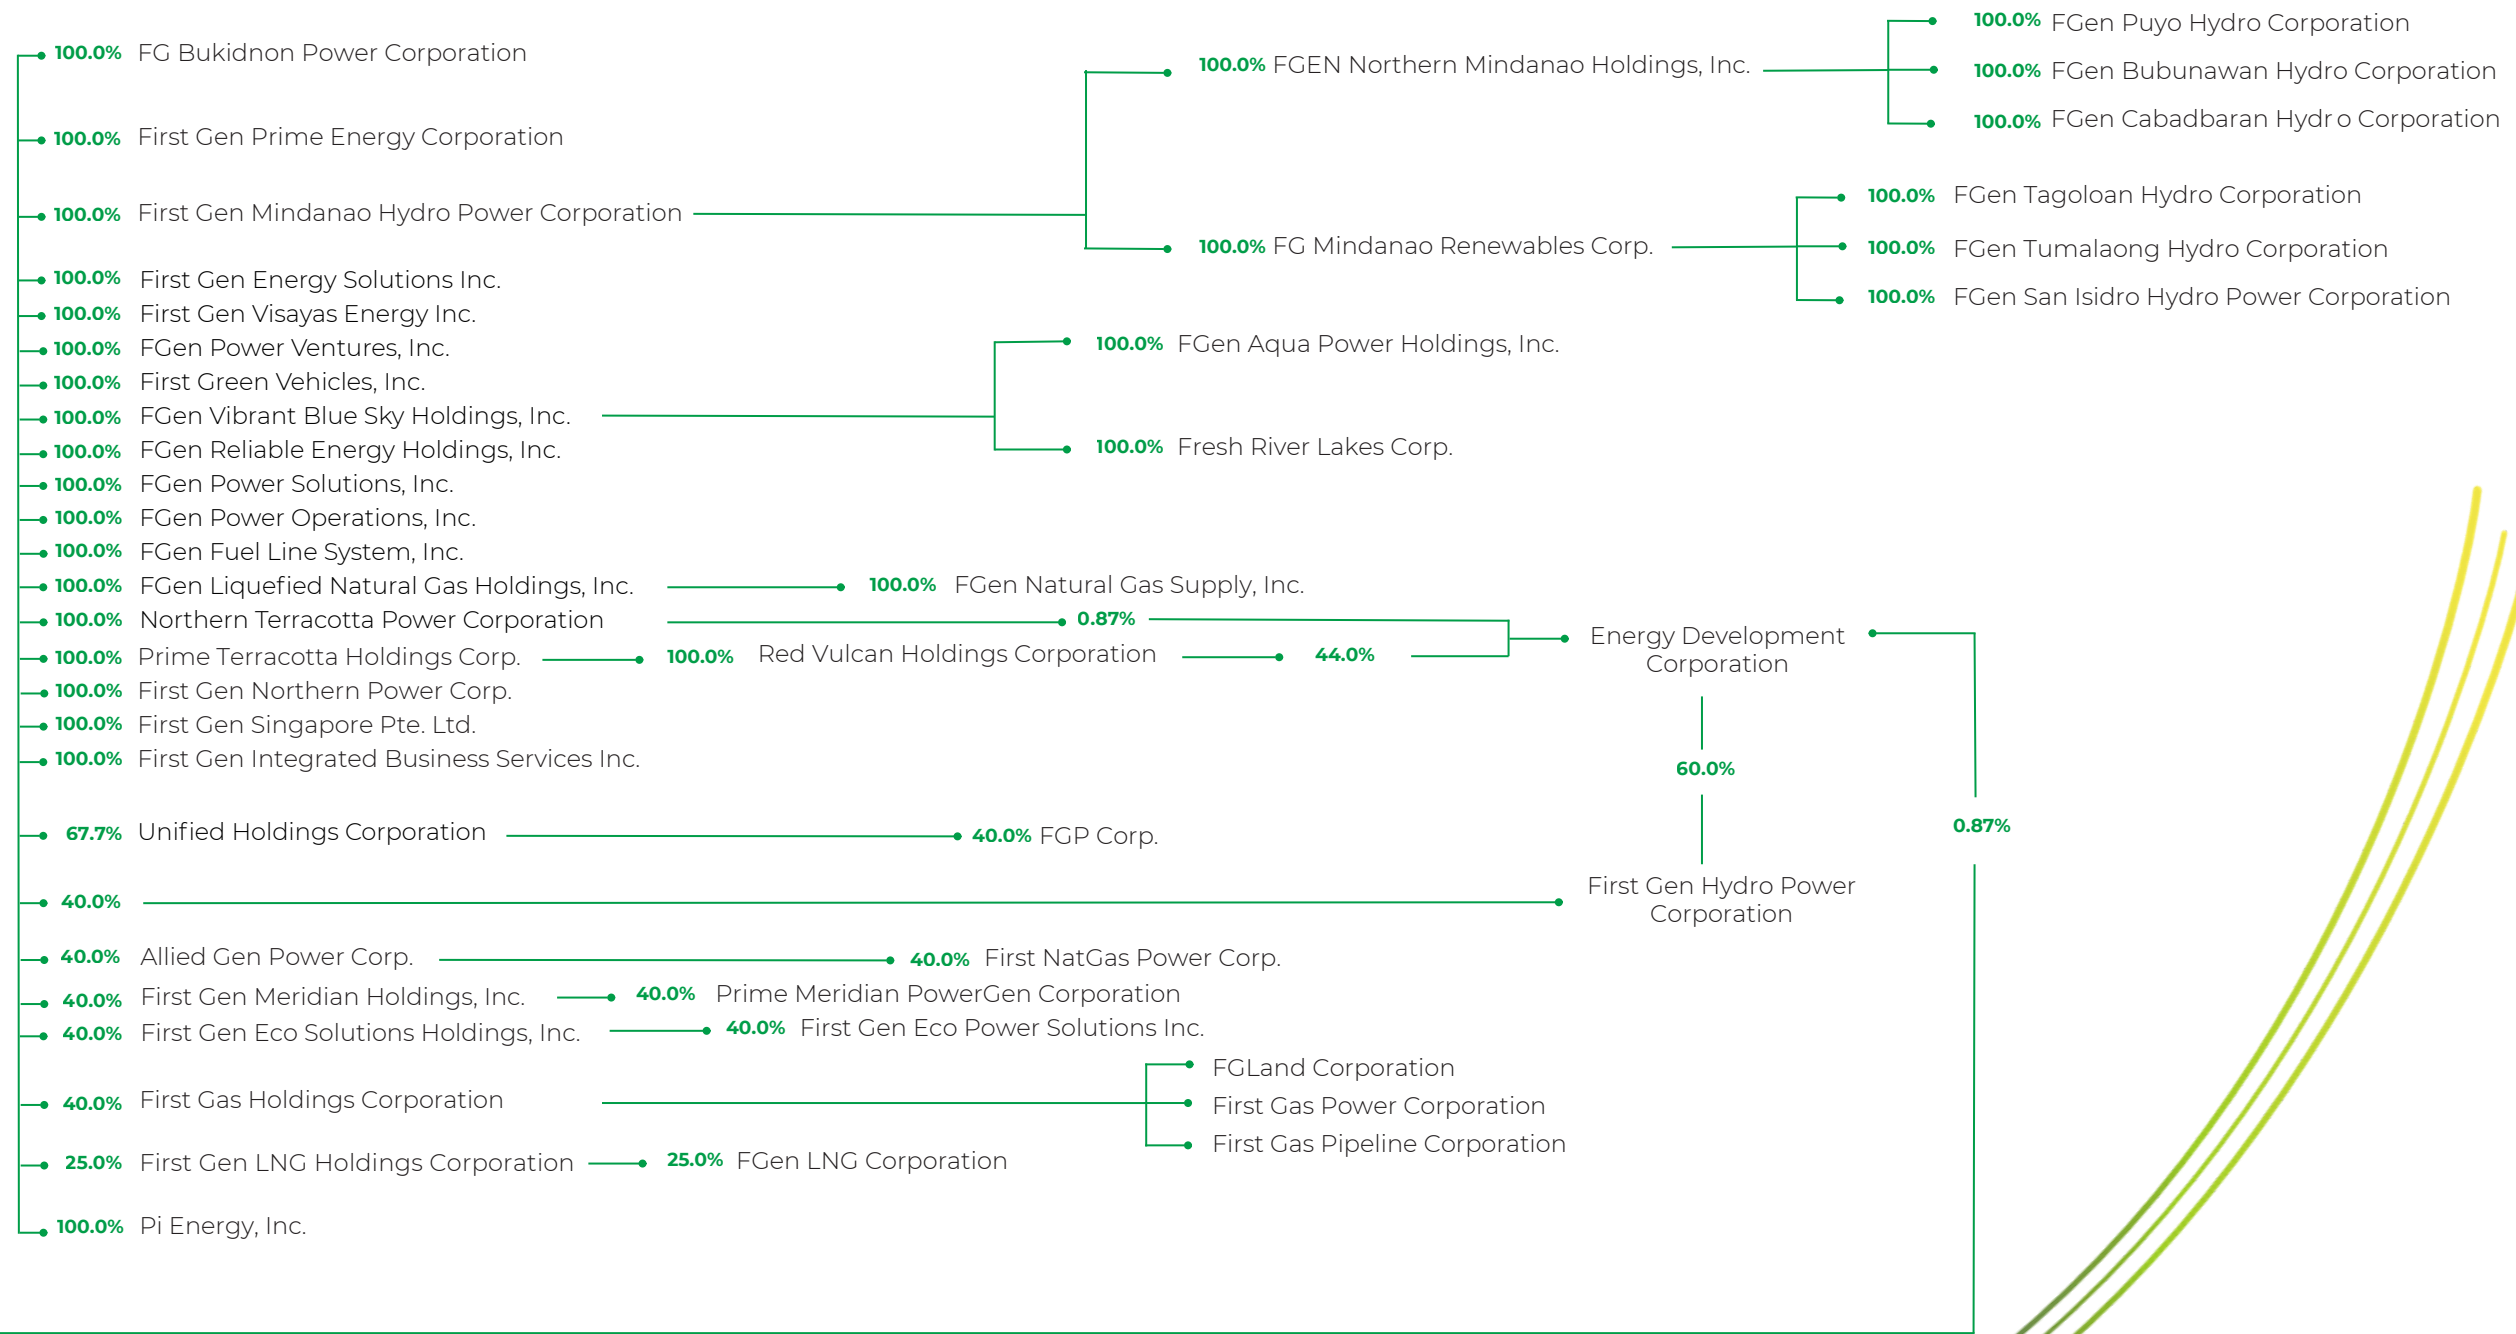 100.0% FG Bukidnon Power Corporation
100.0% First Gen Prime Energy Corporation
100.0% First Gen Mindanao Hydro Power Corporation
100.0% FGEN Northern Mindanao Holdings, Inc.
100.0% FGen Puyo Hydro Corporation
100.0% FGen Bubunawan Hydro Corporation
100.0% FGen Cabadbaran Hydro Corporation
100.0% FG Mindanao Renewables Corp.
100.0% FGen Tagoloan Hydro Corporation
100.0% FGen Tumalaong Hydro Corporation
100.0% FGen San Isidro Hydro Power Corporation
100.0% First Gen Energy Solutions Inc.
100.0% First Gen Visayas Energy Inc.
100.0% FGen Power Ventures, Inc.
100.0% First Green Vehicles, Inc.
100.0% FGen Vibrant Blue Sky Holdings, Inc.
100.0% FGen Aqua Power Holdings, Inc.
100.0% Fresh River Lakes Corp.
100.0% FGen Reliable Energy Holdings, Inc.
100.0% FGen Power Solutions, Inc.
100.0% FGen Power Operations, Inc.
100.0% FGen Fuel Line System, Inc.
100.0% FGen Liquefied Natural Gas Holdings, Inc.
100.0% FGen Natural Gas Supply, Inc.
100.0% Northern Terracotta Power Corporation
0.87%
100.0% Prime Terracotta Holdings Corp.
100.0% Red Vulcan Holdings Corporation
44.0%
Energy Development
Corporation
60.0%
0.87%
100.0% First Gen Northern Power Corp.
100.0% First Gen Singapore Pte. Ltd.
100.0% First Gen Integrated Business Services Inc.
67.7% Unified Holdings Corporation
40.0% FGP Corp.
40.0%
First Gen Hydro Power
Corporation
40.0% Allied Gen Power Corp.
40.0% First NatGas Power Corp.
40.0% First Gen Meridian Holdings, Inc.
40.0% Prime Meridian PowerGen Corporation
40.0% First Gen Eco Solutions Holdings, Inc.
40.0% First Gen Eco Power Solutions Inc.
40.0% First Gas Holdings Corporation
FGLand Corporation
First Gas Power Corporation
First Gas Pipeline Corporation
25.0% First Gen LNG Holdings Corporation
25.0% FGen LNG Corporation
100.0% Pi Energy, Inc.